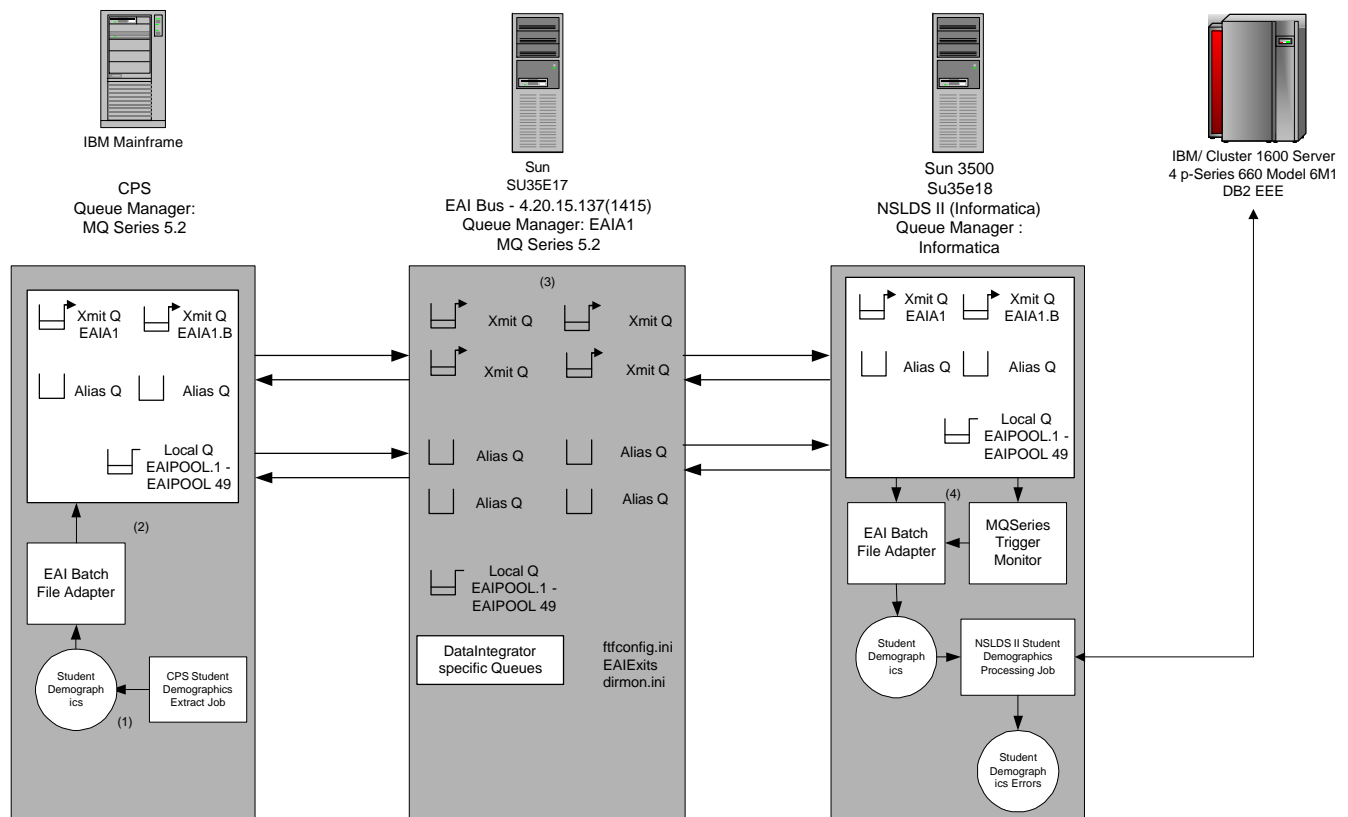 IBM Mainframe
CPS
Queue Manager:
MQ Series 5.2
Sun
SU35E17
EAI Bus - 4.20.15.137(1415)
Queue Manager: EAIA1
MQ Series 5.2
Sun 3500
Su35e18
NSLDS II (Informatica)
Queue Manager :
Informatica
IBM/ Cluster 1600 Server
4 p-Series 660 Model 6M1
DB2 EEE
Xmit Q
EAIA1
Xmit Q
EAIA1.B
Alias Q
Alias Q
Local Q
EAIPOOL.1 -
EAIPOOL 49
(2)
EAI Batch
File Adapter
Student
Demograph
ics
CPS Student
Demographics
Extract Job
(1)
(3)
Xmit Q
Xmit Q
Xmit Q
Xmit Q
Alias Q
Alias Q
Alias Q
Alias Q
Local Q
EAIPOOL.1 -
EAIPOOL 49
DataIntegrator
specific Queues
ftfconfig.ini
EAIExits
dirmon.ini
Xmit Q
EAIA1
Xmit Q
EAIA1.B
Alias Q
Alias Q
Local Q
EAIPOOL.1 -
EAIPOOL 49
(4)
EAI Batch
File Adapter
MQSeries
Trigger
Monitor
Student
Demograph
ics
NSLDS II Student
Demographics
Processing Job
Student
Demograph
ics Errors